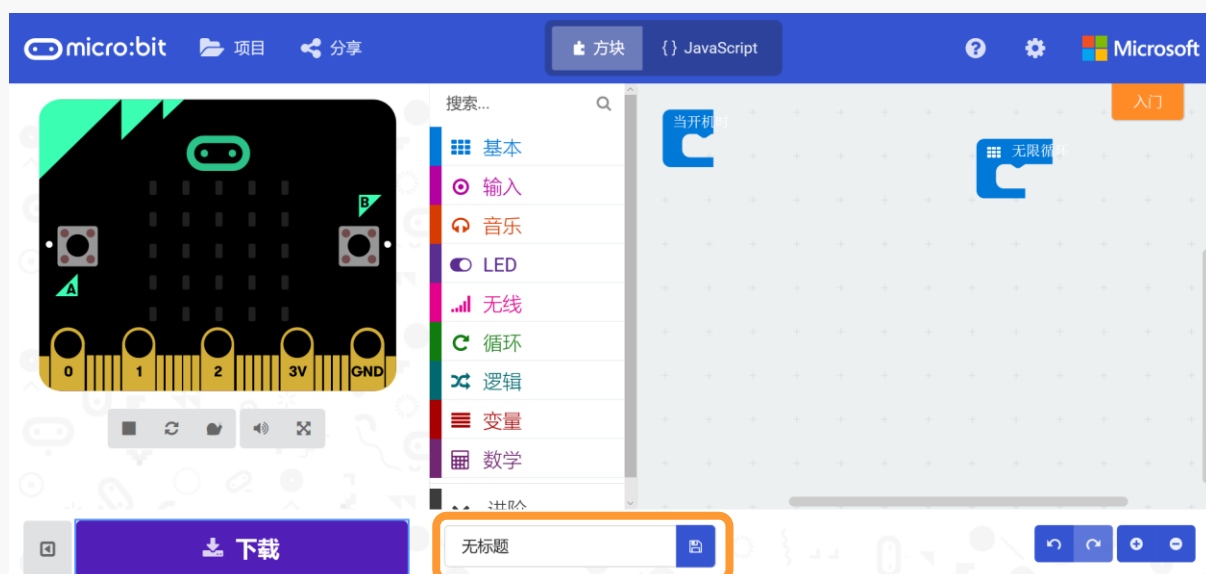 micro:bit 项目 分享 方块 {} JavaScript Microsoft
搜索...
入门
当开机时
基本
无限循环
输入
B
音乐
LED
A
无线
循环
0 1 2 3V GND
逻辑
变量
数学
进阶
下载
无标题